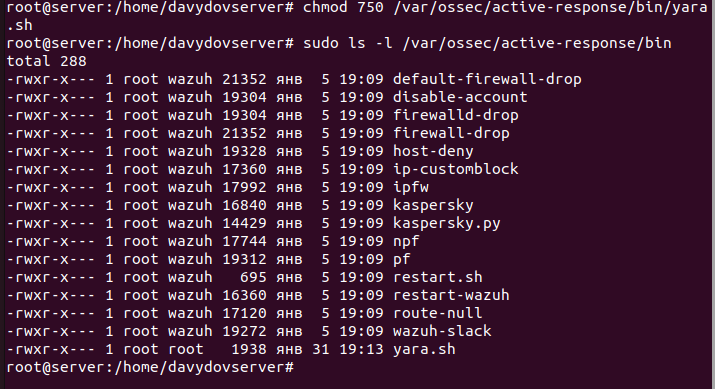 root@server:/home/davydovserver# chmod 750 /var/ossec/active-response/bin/yara
.sh
root@server:/home/davydovserver# sudo ls -l /var/ossec/active-response/bin
total 288
-rwxr-x--- 1 root wazuh 21352 янв  5 19:09 default-firewall-drop
-rwxr-x--- 1 root wazuh 19304 янв  5 19:09 disable-account
-rwxr-x--- 1 root wazuh 19304 янв  5 19:09 firewalld-drop
-rwxr-x--- 1 root wazuh 21352 янв  5 19:09 firewall-drop
-rwxr-x--- 1 root wazuh 19328 янв  5 19:09 host-deny
-rwxr-x--- 1 root wazuh 17360 янв  5 19:09 ip-customblock
-rwxr-x--- 1 root wazuh 17992 янв  5 19:09 ipfw
-rwxr-x--- 1 root wazuh 16840 янв  5 19:09 kaspersky
-rwxr-x--- 1 root wazuh 14429 янв  5 19:09 kaspersky.py
-rwxr-x--- 1 root wazuh 17744 янв  5 19:09 npf
-rwxr-x--- 1 root wazuh 19312 янв  5 19:09 pf
-rwxr-x--- 1 root wazuh   695 янв  5 19:09 restart.sh
-rwxr-x--- 1 root wazuh 16360 янв  5 19:09 restart-wazuh
-rwxr-x--- 1 root wazuh 17120 янв  5 19:09 route-null
-rwxr-x--- 1 root wazuh 19272 янв  5 19:09 wazuh-slack
-rwxr-x--- 1 root root   1938 янв 31 19:13 yara.sh
root@server:/home/davydovserver#